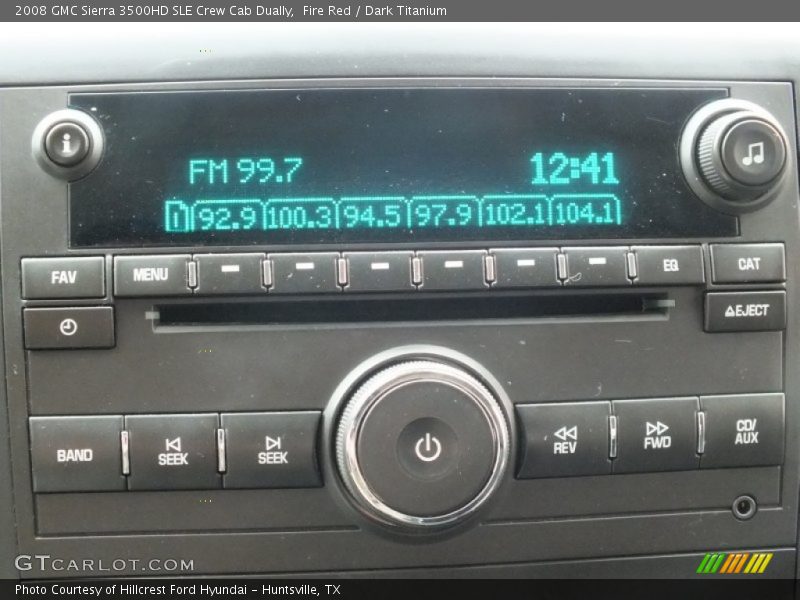 2008 GMC Sierra 3500HD SLE Crew Cab Dually,  Fire Red / Dark Titanium
i
FM 99.7
12:41
1 92.9 100.3 94.5 97.9 102.1 104.1
FAV
MENU
EQ
CAT
EJECT
BAND
SEEK
SEEK
REV
FWD
CD/
AUX
GTCARLOT.COM
Photo Courtesy of Hillcrest Ford Hyundai - Huntsville, TX